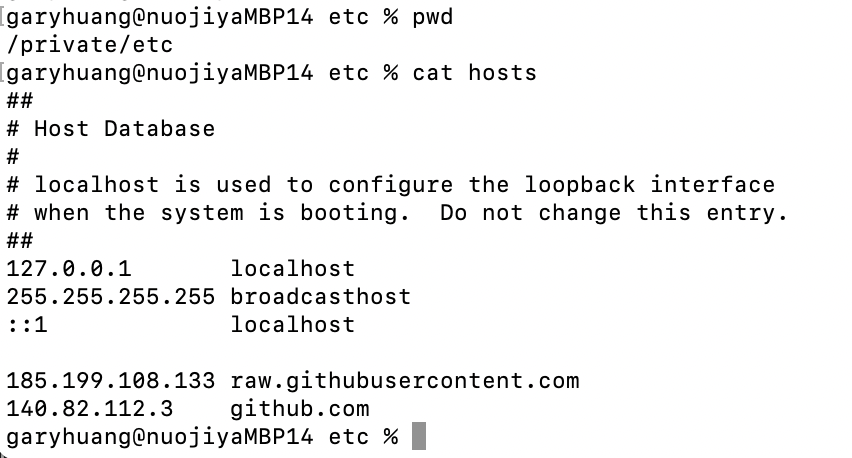 [garyhuang@nuojiyaMBP14 etc % pwd
/private/etc
[garyhuang@nuojiyaMBP14 etc % cat hosts
##
# Host Database
#
# localhost is used to configure the loopback interface
# when the system is booting.  Do not change this entry.
##
127.0.0.1       localhost
255.255.255.255 broadcasthost
::1             localhost

185.199.108.133 raw.githubusercontent.com
140.82.112.3    github.com
garyhuang@nuojiyaMBP14 etc %